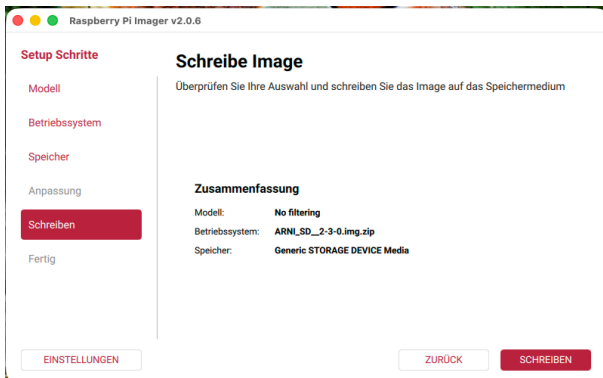 Raspberry Pi Imager v2.0.6
Setup Schritte
Modell
Betriebssystem
Speicher
Anpassung
Schreiben
Fertig
EINSTELLUNGEN
Schreibe Image
Überprüfen Sie Ihre Auswahl und schreiben Sie das Image auf das Speichermedium
Zusammenfassung
Modell: No filtering
Betriebssystem: ARNI_SD__2-3-0.img.zip
Speicher: Generic STORAGE DEVICE Media
ZURÜCK
SCHREIBEN